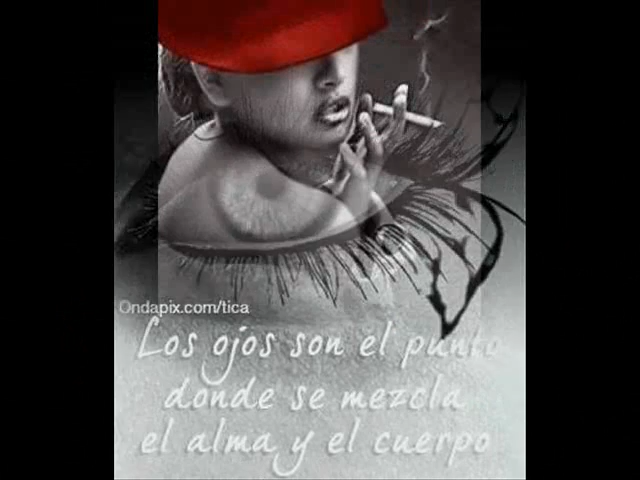 Ondapix.com/tica
Los ojos son el punto
donde se mezcla
el alma y el cuerpo